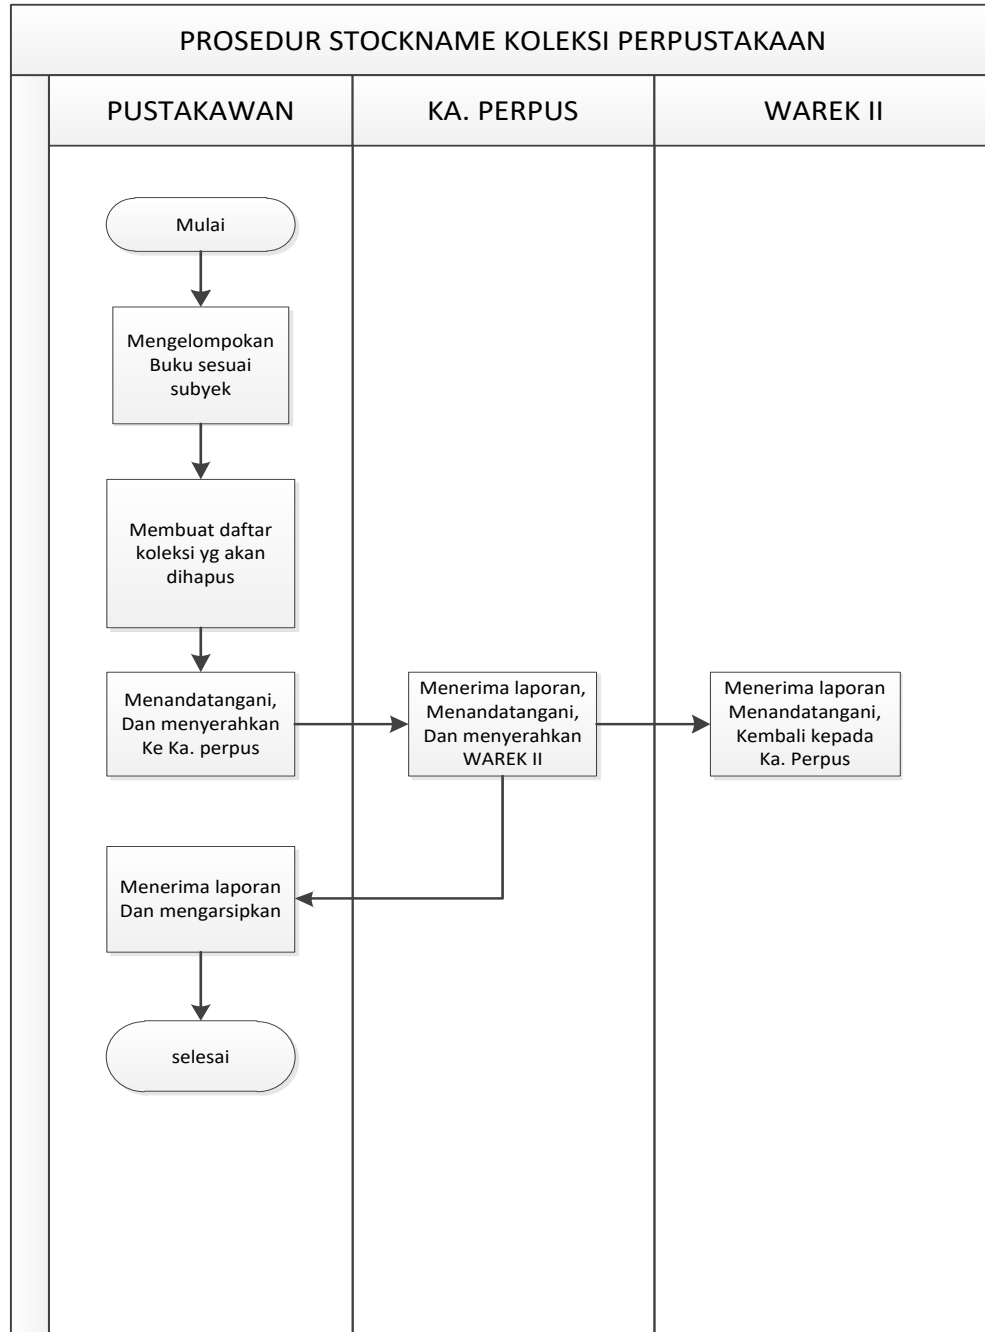 PROSEDUR STOCKNAME KOLEKSI PERPUSTAKAAN
PUSTAKAWAN
KA. PERPUS
WAREK II
Mulai
Mengelompokan
Buku sesuai
subyek
Membuat daftar
koleksi yg akan
dihapus
Menandatangani,
Dan menyerahkan
Ke Ka. perpus
Menerima laporan,
Menandatangani,
Dan menyerahkan
WAREK II
Menerima laporan
Menandatangani,
Kembali kepada
Ka. Perpus
Menerima laporan
Dan mengarsipkan
selesai